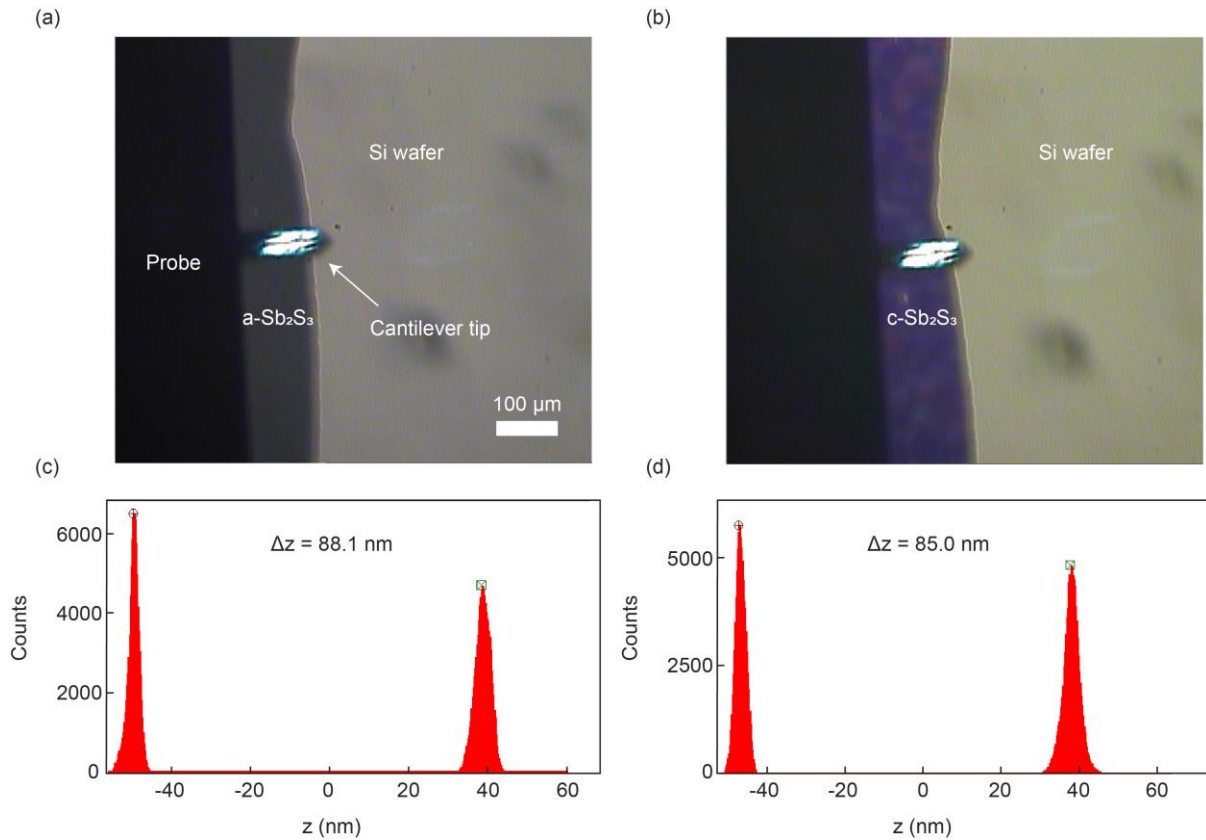 (a)
(b)
Si wafer
Probe
a-Sb₂S₃
Cantilever tip
100 μm
Si wafer
c-Sb₂S₃
(c)
(d)
Δz = 88.1 nm
6000
4000
2000
0
Counts
-40
-20
0
20
40
60
z (nm)
Δz = 85.0 nm
5000
2500
0
Counts
-40
-20
0
20
40
60
z (nm)